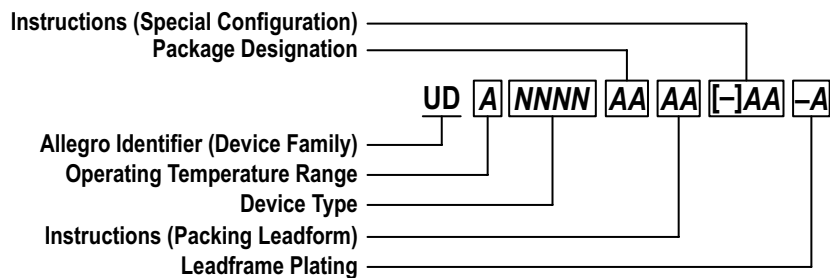 Instructions (Special Configuration)
Package Designation
UD A NNNN AA AA [–]AA –A
Allegro Identifier (Device Family)
Operating Temperature Range
Device Type
Instructions (Packing Leadform)
Leadframe Plating